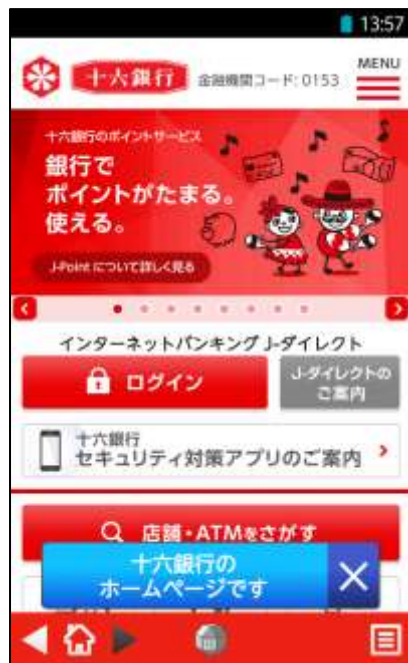 13:57
十六銀行 金融機関コード: 0153
MENU
十六銀行のポイントサービス
銀行で
ポイントがたまる。
使える。
J-Pointについて詳しく見る
インターネットバンキング J-ダイレクト
ログイン
J-ダイレクトの
ご案内
十六銀行
セキュリティ対策アプリのご案内
店舗・ATMをさがす
十六銀行の
ホームページです